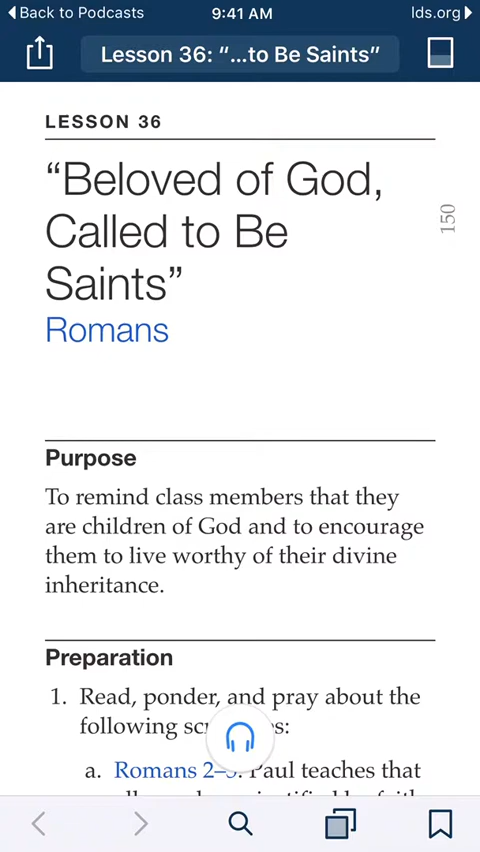 Back to Podcasts 9:41 AM lds.org
Lesson 36: “...to Be Saints”
LESSON 36
“Beloved of God,
Called to Be
Saints”
150
Romans
Purpose
To remind class members that they
are children of God and to encourage
them to live worthy of their divine
inheritance.
Preparation
1. Read, ponder, and pray about the
following
a. Romans Paul teaches that